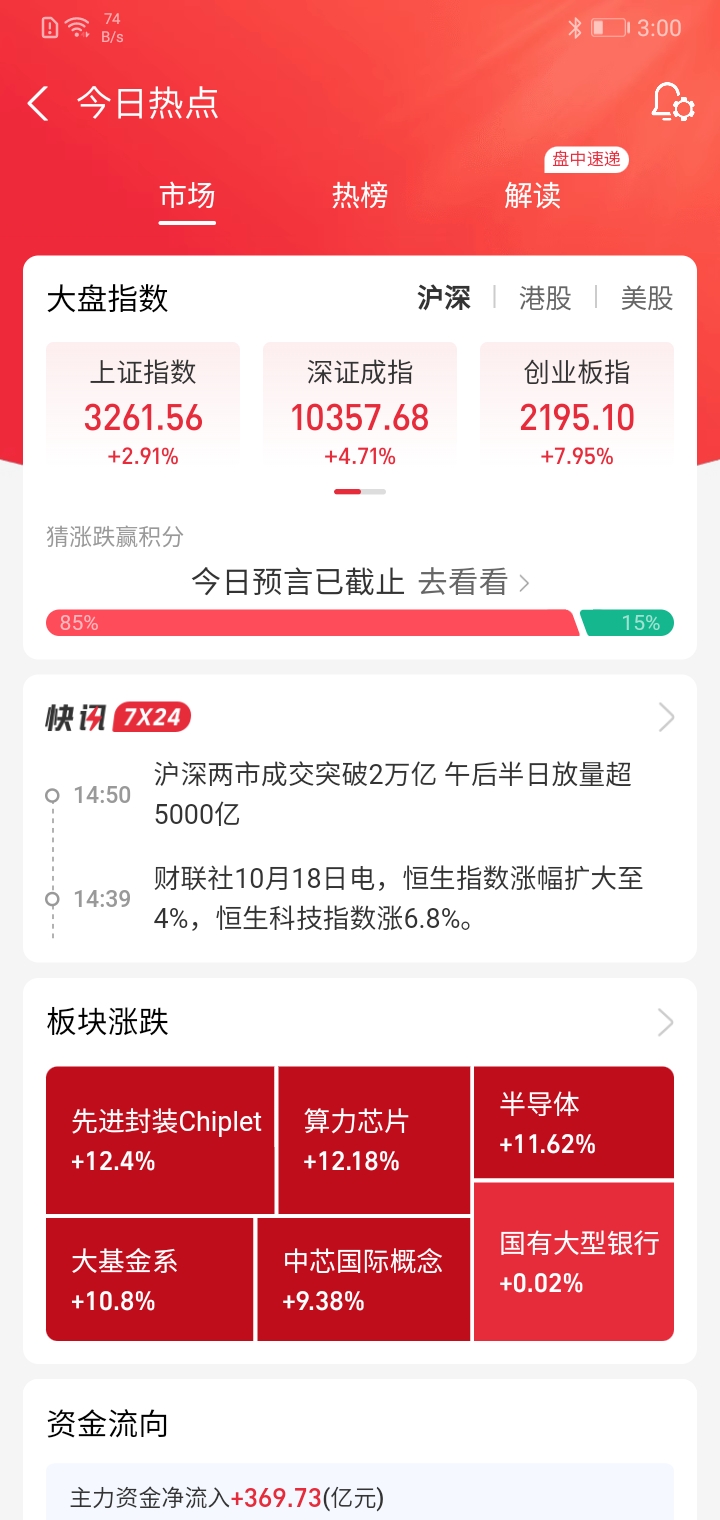 74
B/s
3:00
今日热点
盘中速递
市场
热榜
解读
大盘指数
沪深
港股
美股
上证指数
深证成指
创业板指
3261.56
10357.68
2195.10
+2.91%
+4.71%
+7.95%
猜涨跌赢积分
今日预言已截止 去看看
85%
15%
快讯 7X24
14:50
沪深两市成交突破2万亿 午后半日放量超
5000亿
14:39
财联社10月18日电，恒生指数涨幅扩大至
4%，恒生科技指数涨6.8%。
板块涨跌
先进封装Chiplet
+12.4%
算力芯片
+12.18%
半导体
+11.62%
大基金系
+10.8%
中芯国际概念
+9.38%
国有大型银行
+0.02%
资金流向
主力资金净流入+369.73(亿元)